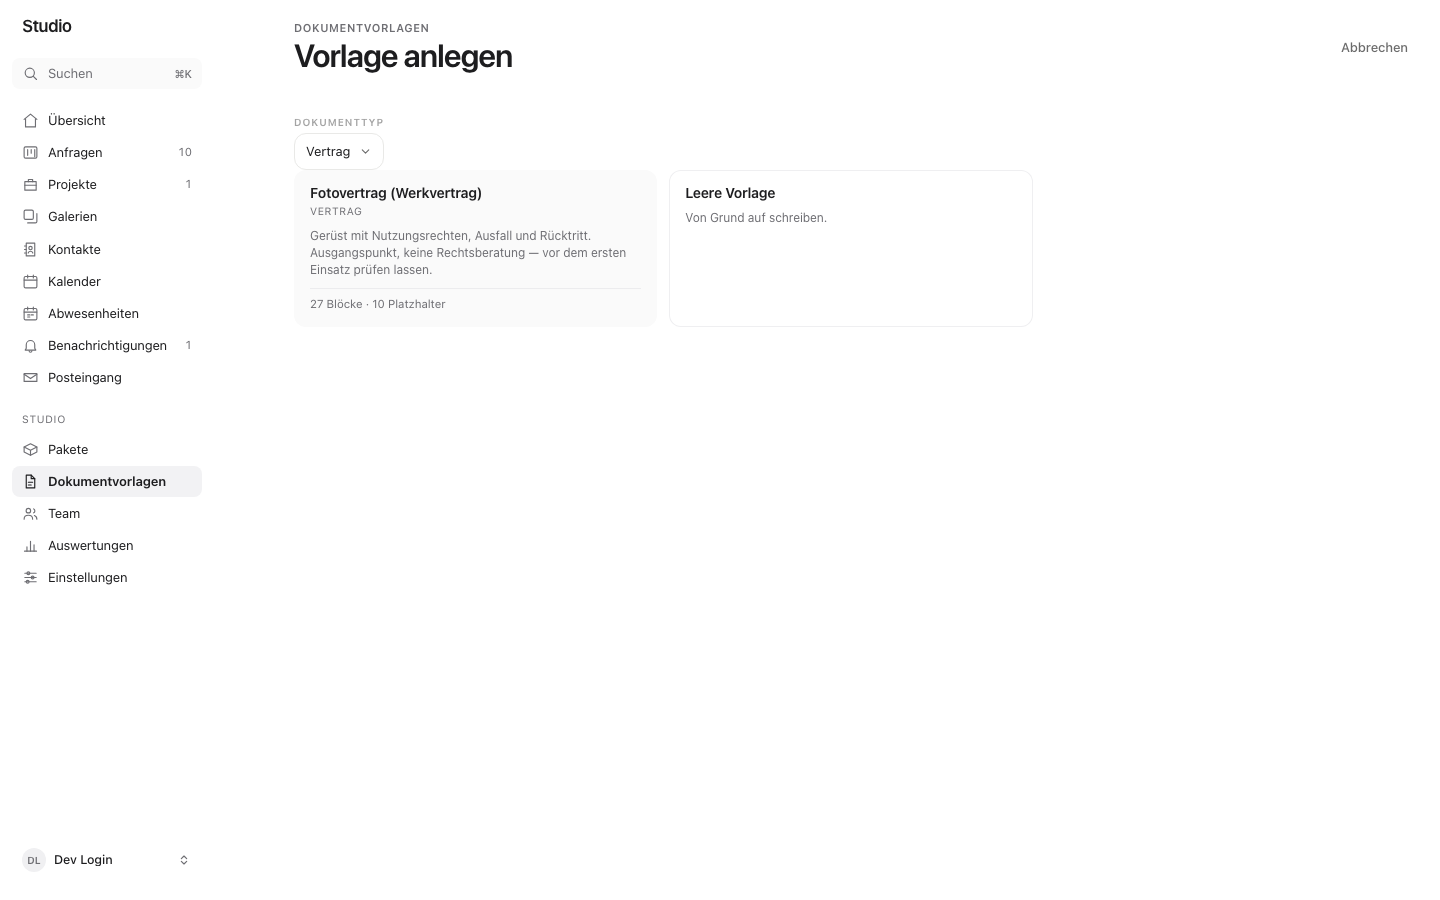 Studio
Suchen ⌘K
Übersicht
Anfragen 10
Projekte 1
Galerien
Kontakte
Kalender
Abwesenheiten
Benachrichtigungen 1
Posteingang
STUDIO
Pakete
Dokumentvorlagen
Team
Auswertungen
Einstellungen
DL Dev Login
DOKUMENTVORLAGEN
Vorlage anlegen
Abbrechen
DOKUMENTTYP
Vertrag
Fotovertrag (Werkvertrag)
VERTRAG
Gerüst mit Nutzungsrechten, Ausfall und Rücktritt.
Ausgangspunkt, keine Rechtsberatung — vor dem ersten
Einsatz prüfen lassen.
27 Blöcke · 10 Platzhalter
Leere Vorlage
Von Grund auf schreiben.